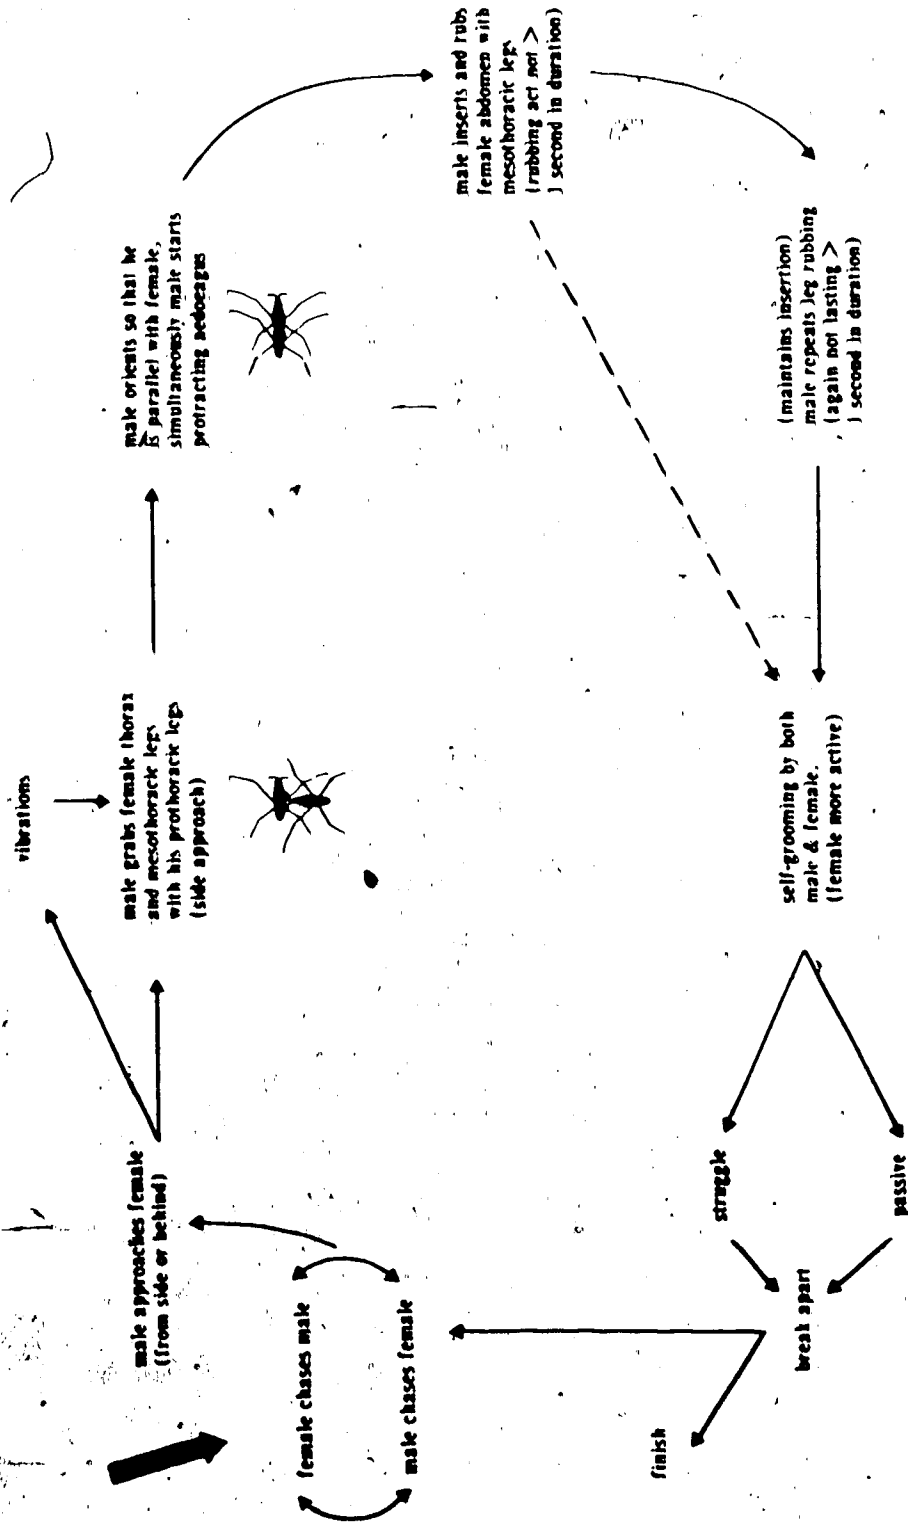 vibrations
male approaches female
(from side or behind)
male grabs female thorax
and mesothoracic legs
with his prothoracic legs
(side approach)
male orients so that he
is parallel with female,
simultaneously male starts
protracting aedoeagus
male inserts and rubs
female abdomen with
mesothoracic legs
(rubbing act not >
1 second in duration)
(maintains insertion)
male repeats leg rubbing
(again not lasting >
1 second in duration)
self-grooming by both
male & female.
(female more active)
struggle
passive
break apart
finish
female chases male
male chases female